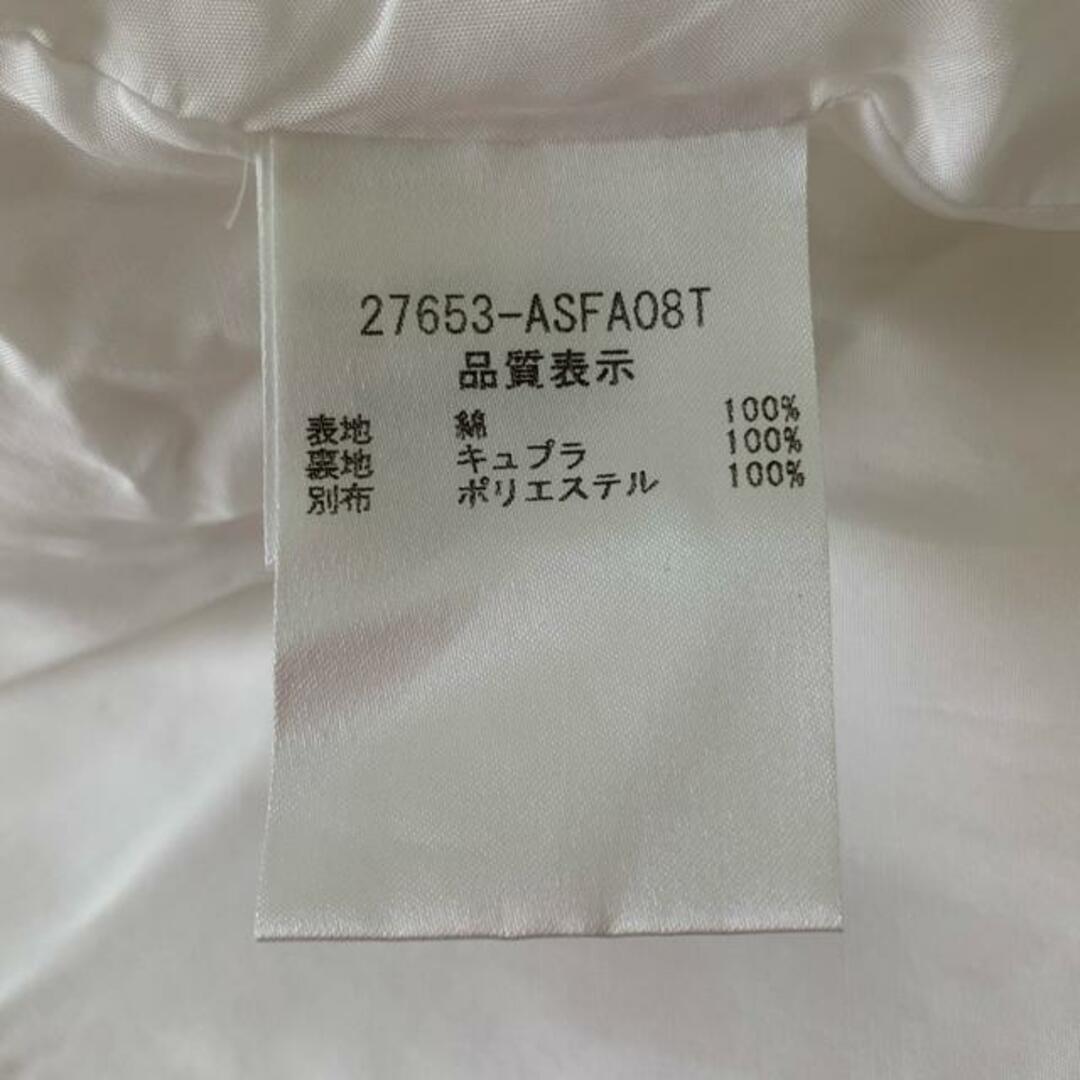 27653-ASFA08T
品質表示
表地 綿 100%
裏地 キュプラ 100%
別布 ポリエステル 100%